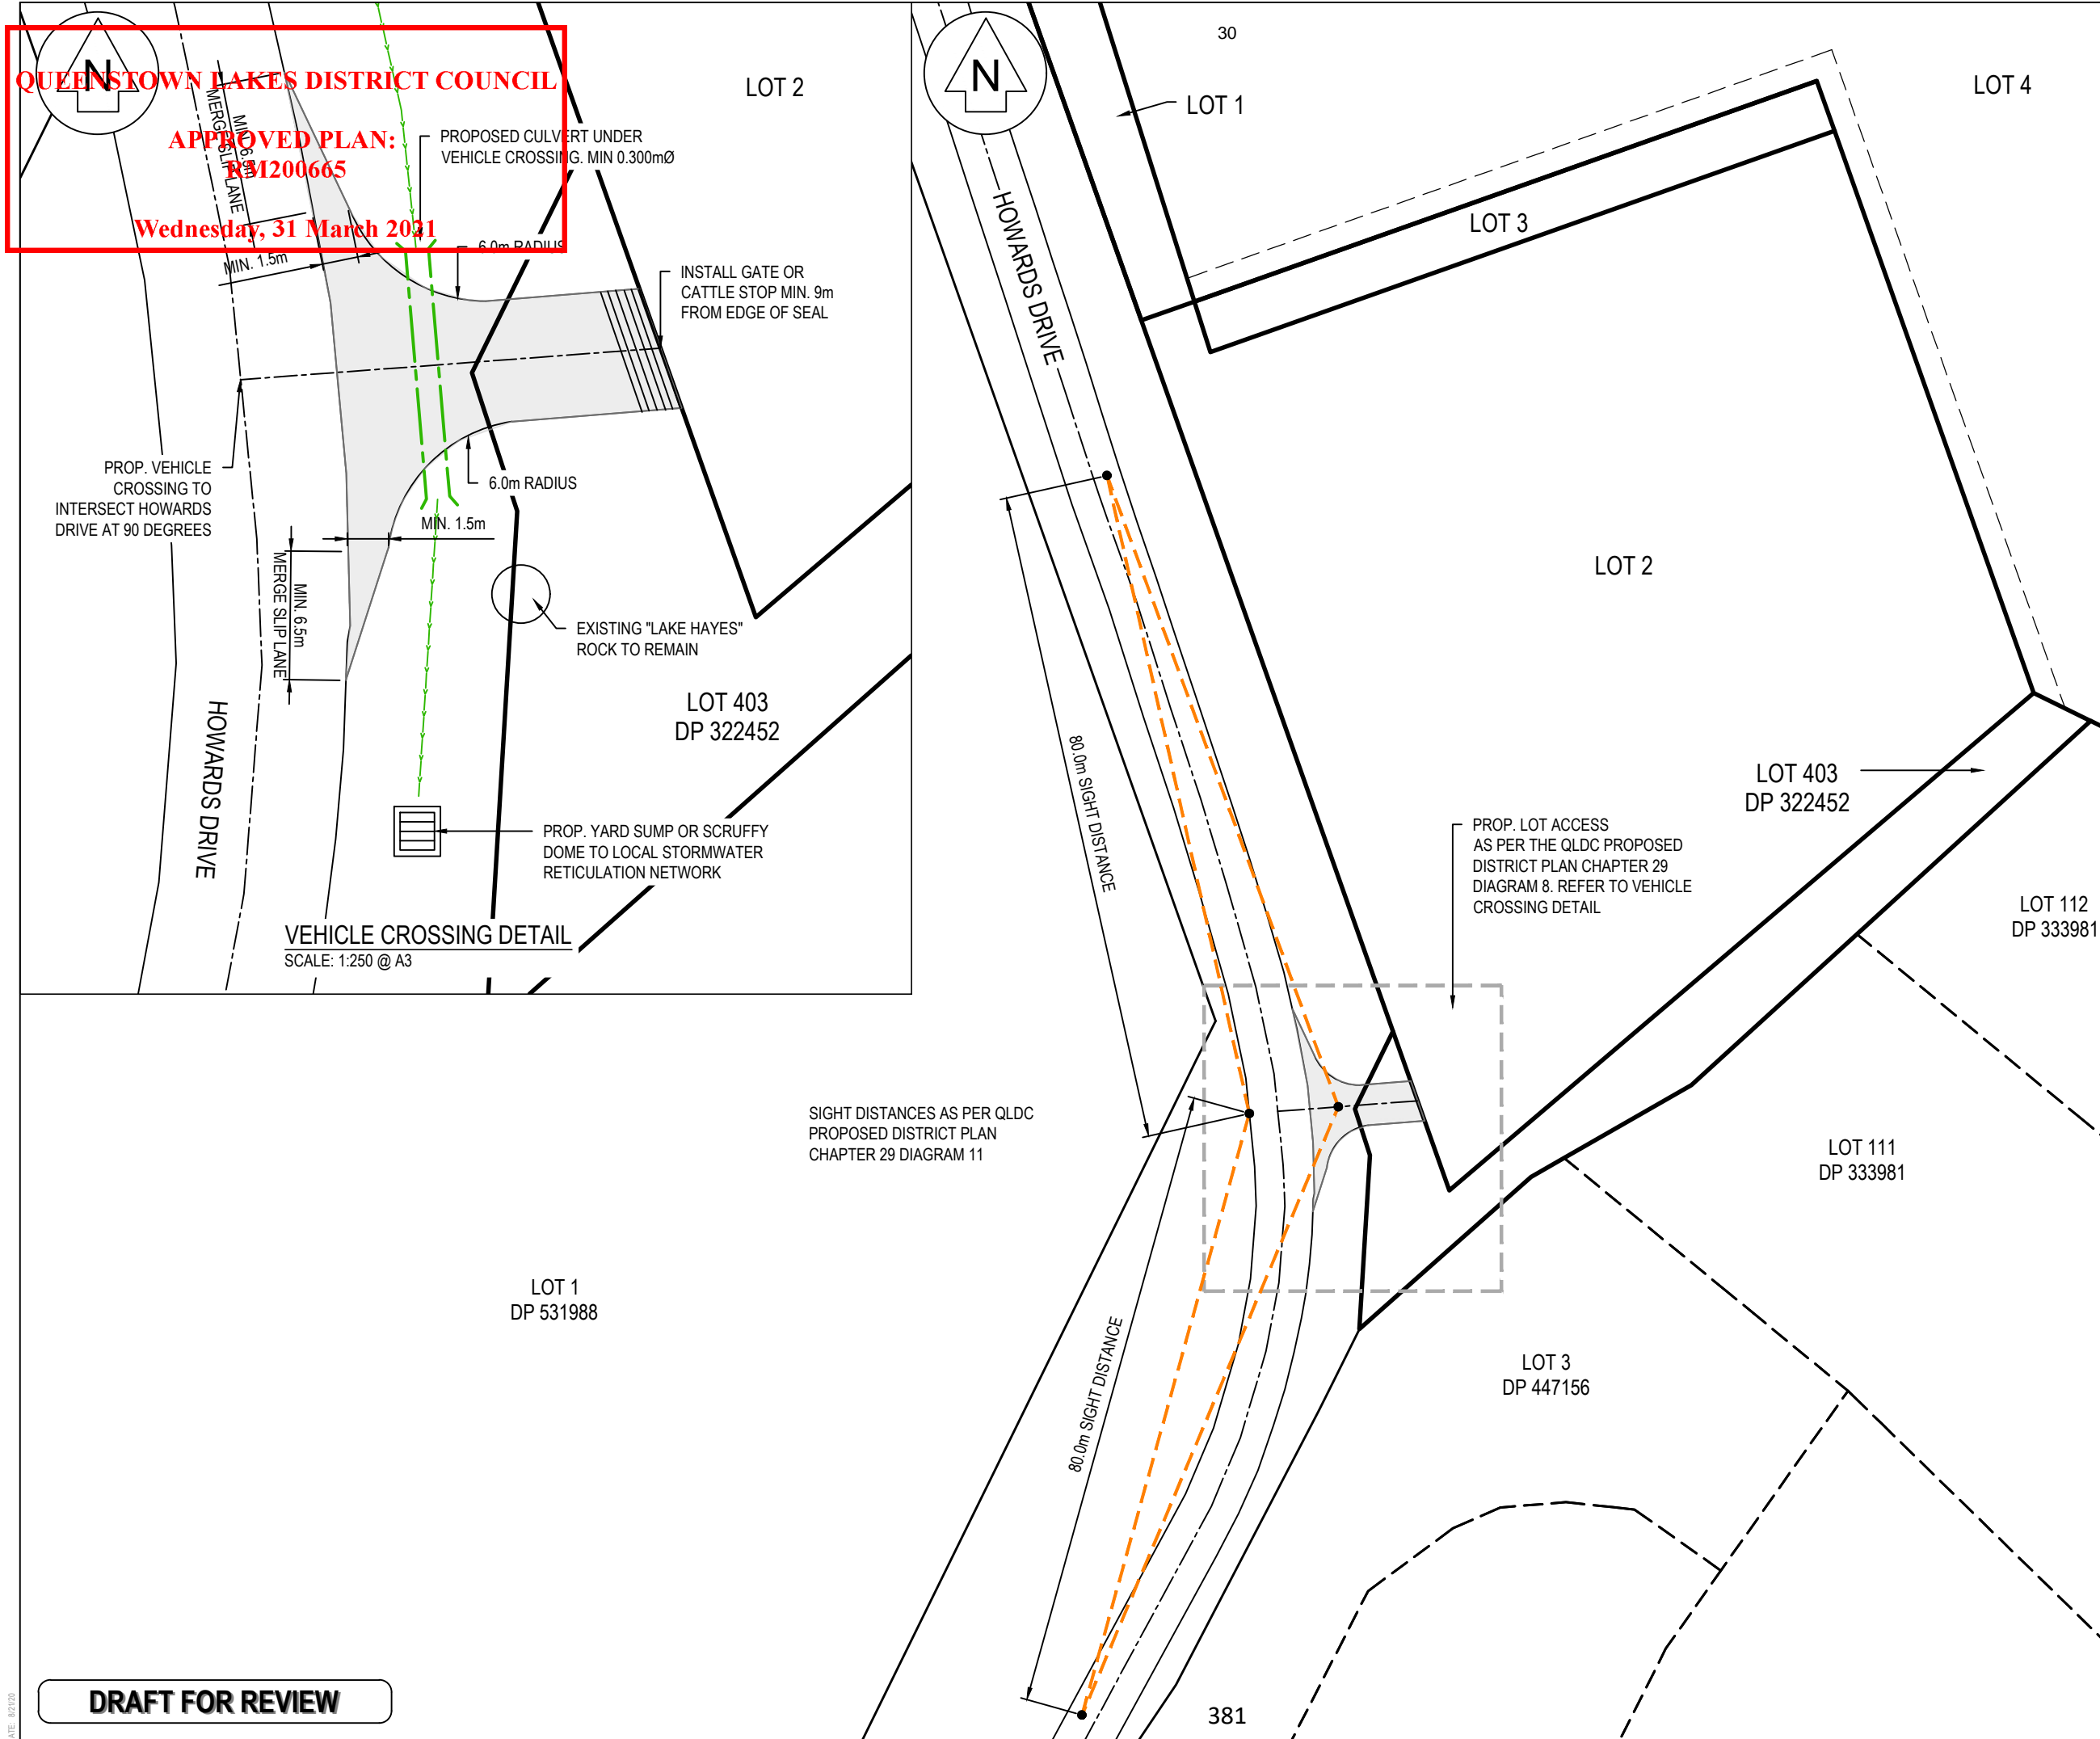 N
QUEENSTOWN LAKES DISTRICT COUNCIL
APPROVED PLAN:
RM200665
Wednesday, 31 March 2021
MIN. 6.5m
MERGE SLIP LANE
MIN. 1.5m
PROPOSED CULVERT UNDER
VEHICLE CROSSING. MIN 0.300mØ
6.0m RADIUS
LOT 2
INSTALL GATE OR
CATTLE STOP MIN. 9m
FROM EDGE OF SEAL
PROP. VEHICLE
CROSSING TO
INTERSECT HOWARDS
DRIVE AT 90 DEGREES
6.0m RADIUS
MIN. 1.5m
MIN. 6.5m
MERGE SLIP LANE
EXISTING "LAKE HAYES"
ROCK TO REMAIN
LOT 403
DP 322452
HOWARDS DRIVE
PROP. YARD SUMP OR SCRUFFY
DOME TO LOCAL STORMWATER
RETICULATION NETWORK
VEHICLE CROSSING DETAIL
SCALE: 1:250 @ A3
N
30
LOT 1
LOT 4
LOT 3
HOWARDS DRIVE
LOT 2
80.0m SIGHT DISTANCE
LOT 403
DP 322452
PROP. LOT ACCESS
AS PER THE QLDC PROPOSED
DISTRICT PLAN CHAPTER 29
DIAGRAM 8. REFER TO VEHICLE
CROSSING DETAIL
LOT 112
DP 333981
SIGHT DISTANCES AS PER QLDC
PROPOSED DISTRICT PLAN
CHAPTER 29 DIAGRAM 11
LOT 111
DP 333981
LOT 1
DP 531988
80.0m SIGHT DISTANCE
LOT 3
DP 447156
DRAFT FOR REVIEW
381
ATE: 8/21/20